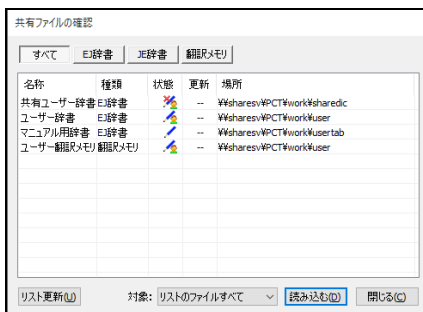 共有ファイルの確認
すべて EJ辞書 JE辞書 翻訳メモリ
名称 種類 状態 更新 場所
共有ユーザー辞書 EJ辞書 -- ¥¥sharesv¥PCT¥work¥sharedic
ユーザー辞書 EJ辞書 -- ¥¥sharesv¥PCT¥work¥user
マニュアル用辞書 EJ辞書 -- ¥¥sharesv¥PCT¥work¥usertab
ユーザー翻訳メモリ 翻訳メモリ -- ¥¥sharesv¥PCT¥work¥user
リスト更新(U) 対象: リストのファイルすべて 読み込む(D) 閉じる(C)